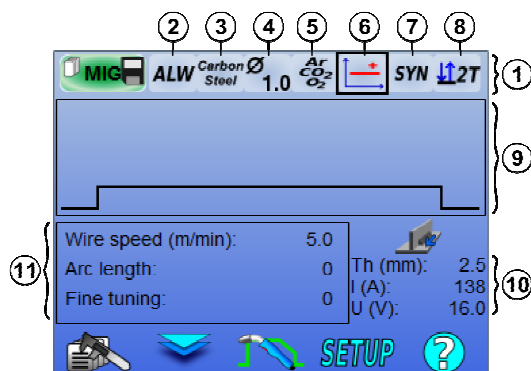 2 3 4 5 6 7 8
MIG ALW Carbon Steel Ø 1.0 Ar CO2 O2 SYN 2T 1
9
Wire speed (m/min): 5.0
Arc length: 0
Fine tuning: 0
11
Th (mm): 2.5
I (A): 138
U (V): 16.0
10
SETUP ?